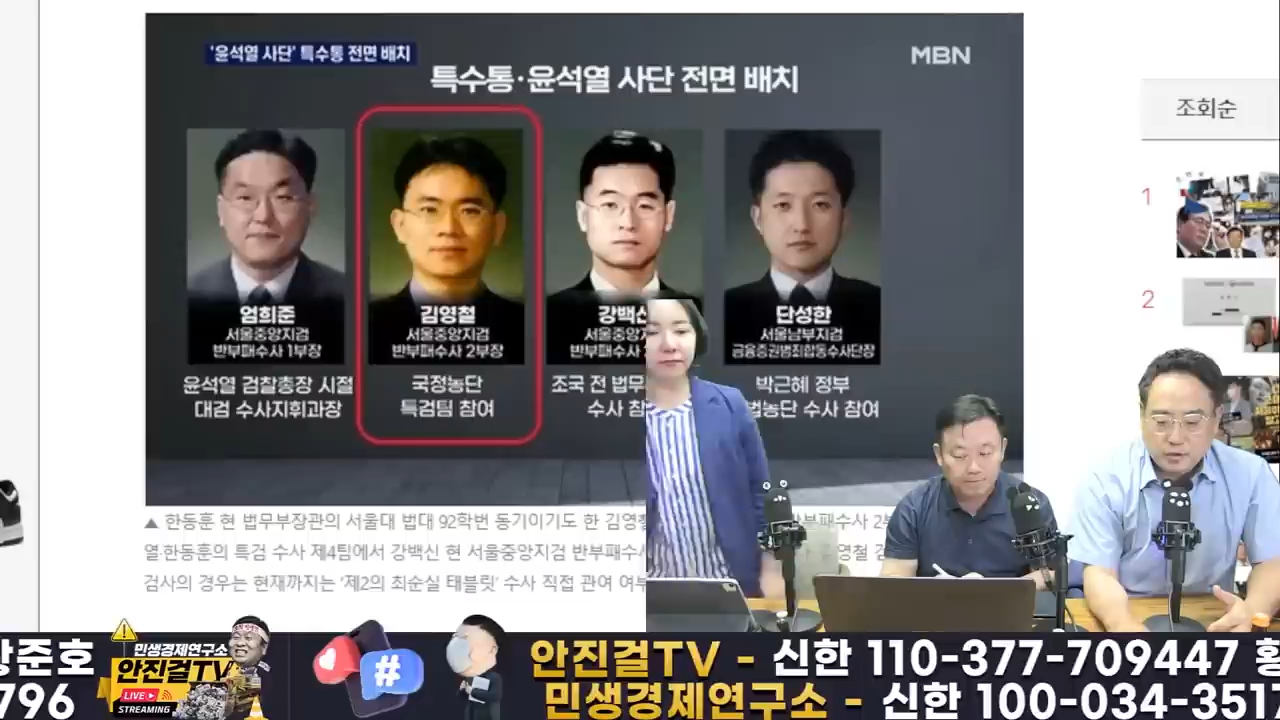 '윤석열 사단' 특수통 전면 배치
MBN
특수통·윤석열 사단 전면 배치
조회순
1
2
엄희준
서울중앙지검
반부패수사 1부장
윤석열 검찰총장 시절
대검 수사지휘과장
김영철
서울중앙지검
반부패수사 2부장
국정농단
특검팀 참여
강백신
서울중앙지
반부패수사
조국 전 법무
수사 참
단성한
서울남부지검
금융증권범죄합동수사단장
박근혜 정부
법농단 수사 참여
▲ 한동훈 현 법무부장관의 서울대 법대 92학번 동기이기도 한 김영철
열·한동훈의 특검 수사 제4팀에서 강백신 현 서울중앙지검 반부패수사
검사의 경우는 현재까지는 '제2의 최순실 태블릿' 수사 직접 관여 여부
준호
796
민생경제연구소
안진걸TV
LIVE
STREAMING
#
안진걸TV - 신한 110-377-709447 황
민생경제연구소 - 신한 100-034-3517